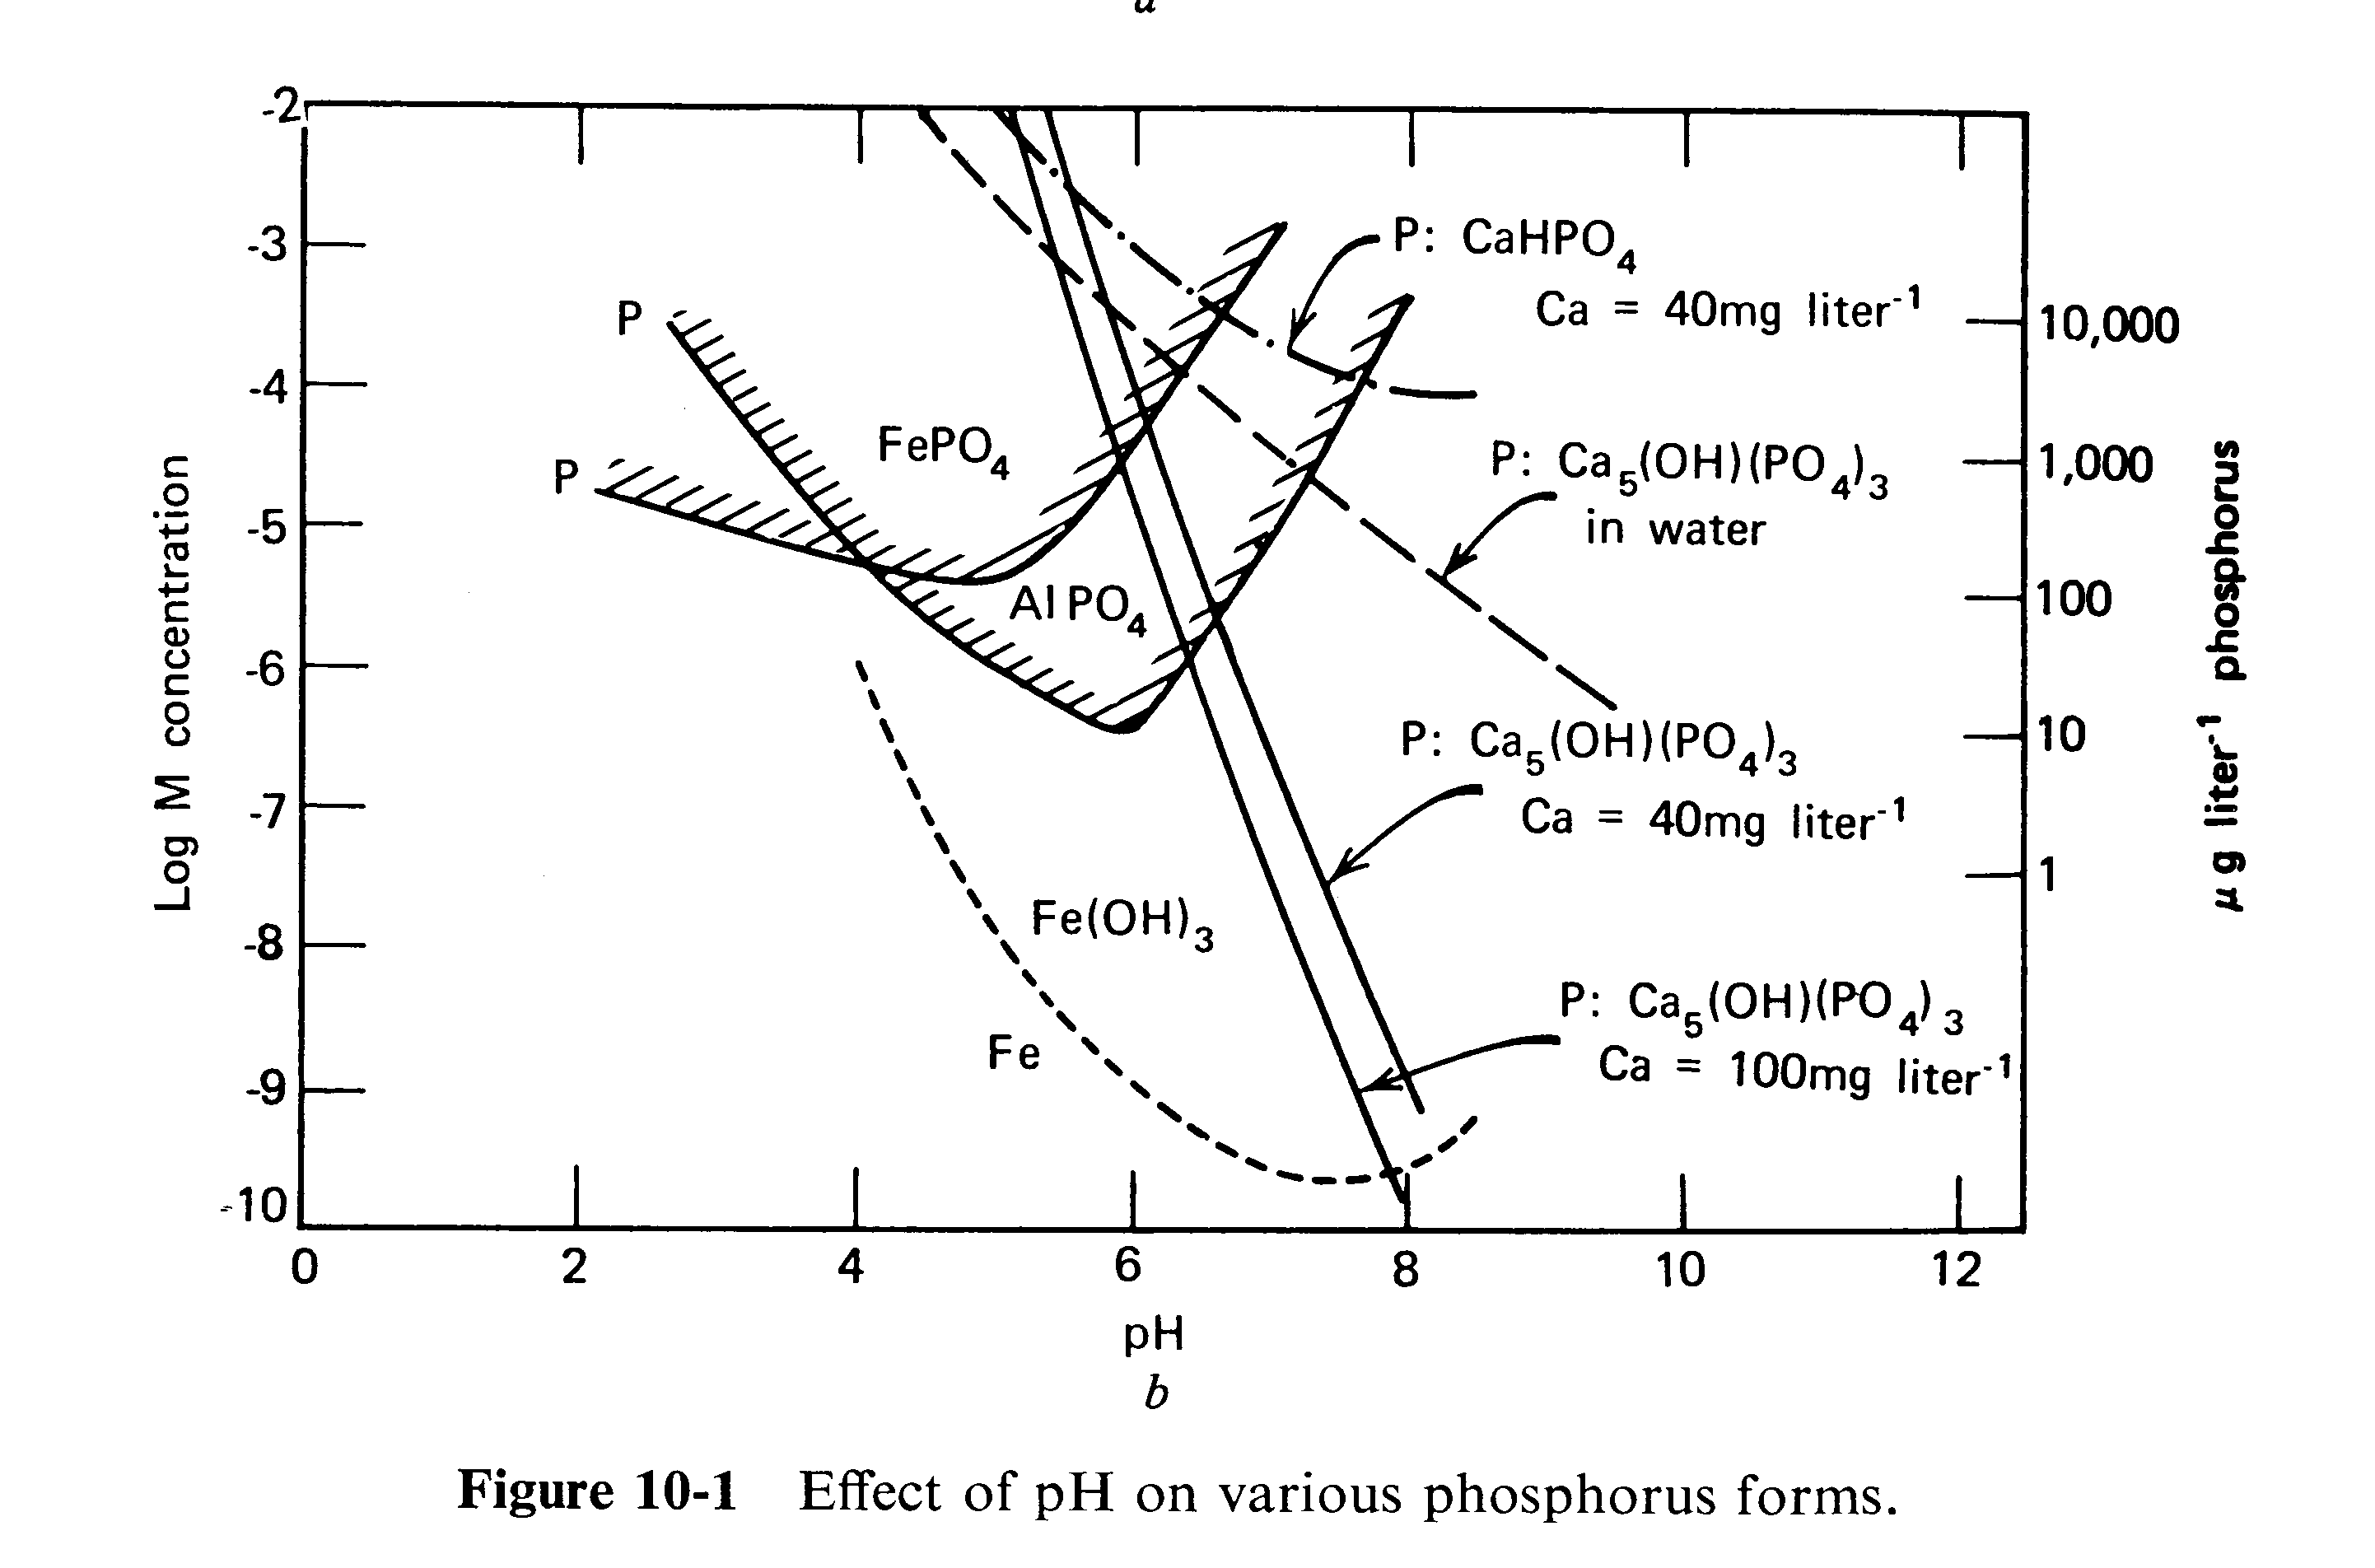 a
-2
-3
-4
-5
-6
-7
-8
-9
-10
Log M concentration
P
P
FePO4
AlPO4
Fe(OH)3
Fe
P: CaHPO4
Ca = 40mg liter-1
P: Ca5(OH)(PO4)3
in water
P: Ca5(OH)(PO4)3
Ca = 40mg liter-1
P: Ca5(OH)(PO4)3
Ca = 100mg liter-1
10,000
1,000
100
10
1
μg liter-1 phosphorus
0 2 4 6 8 10 12
pH
b
Figure 10-1 Effect of pH on various phosphorus forms.